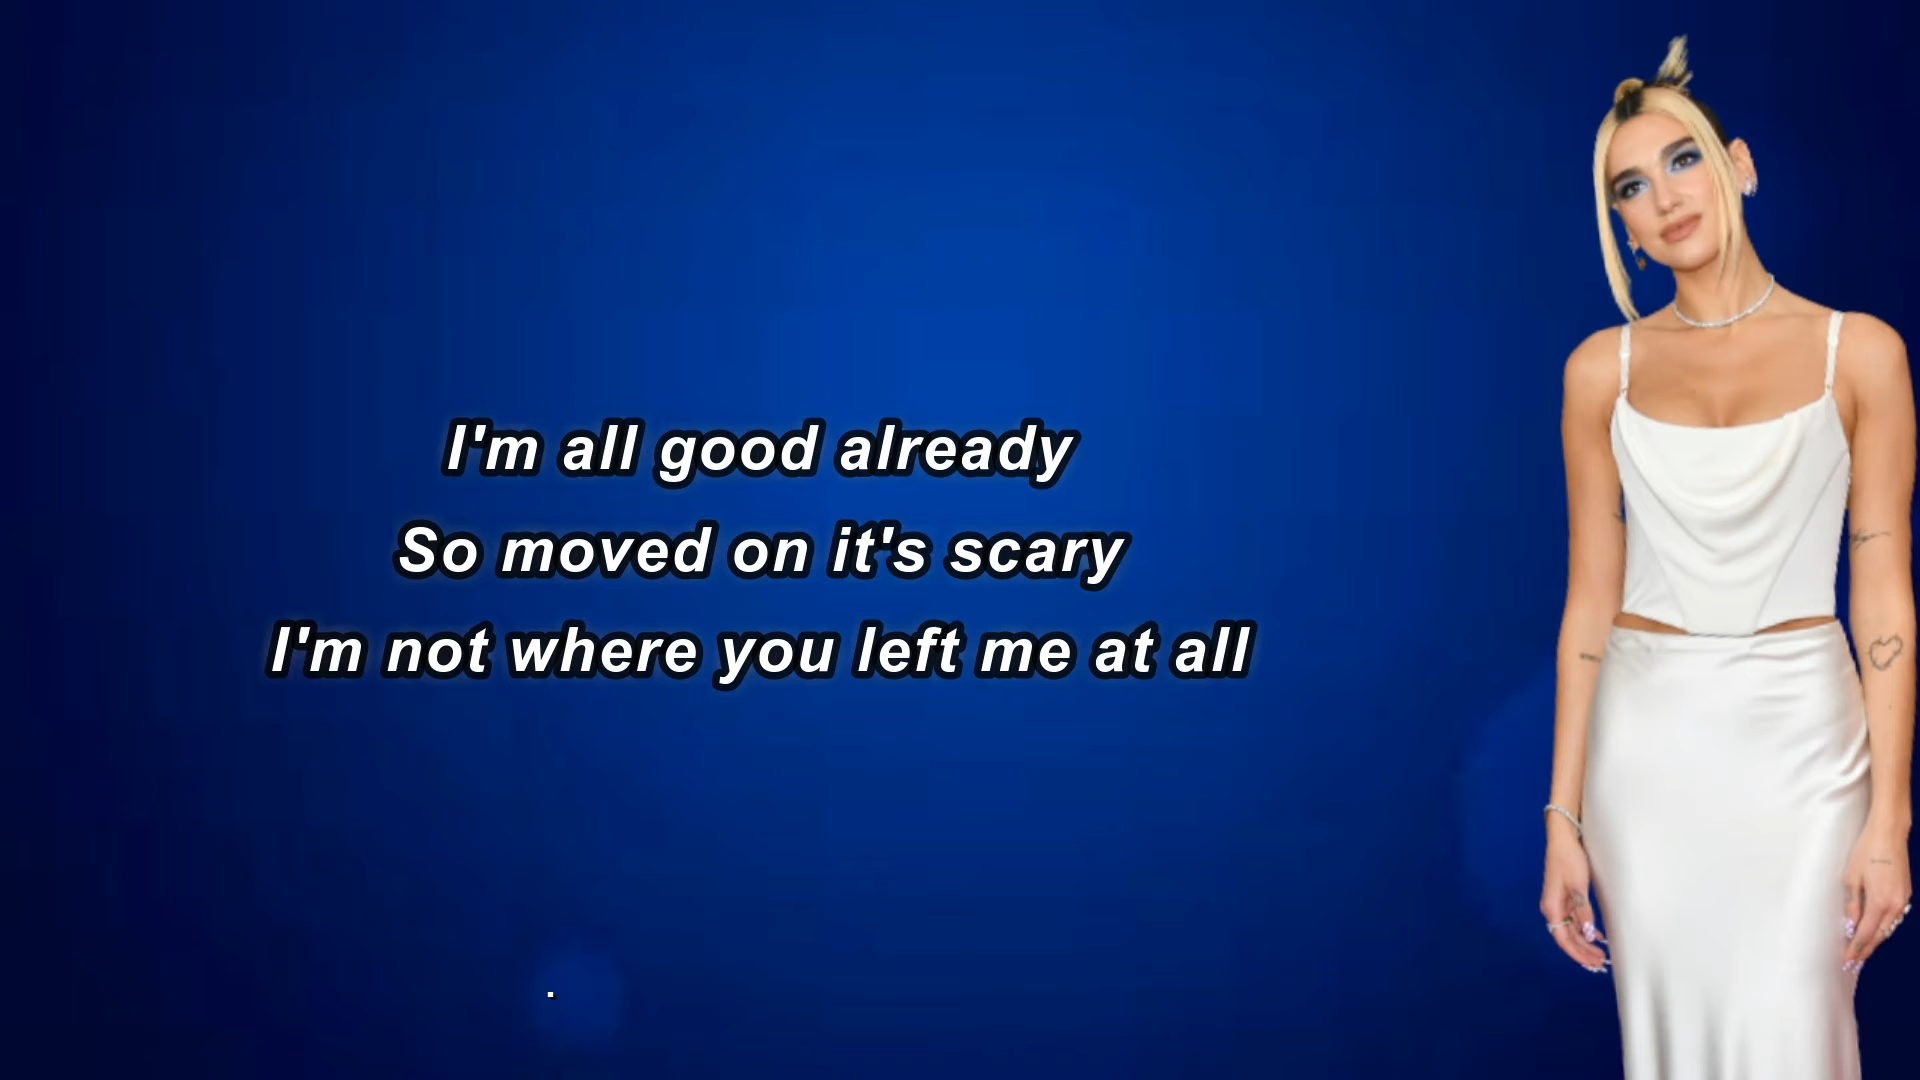 I'm all good already
So moved on it's scary
I'm not where you left me at all
.